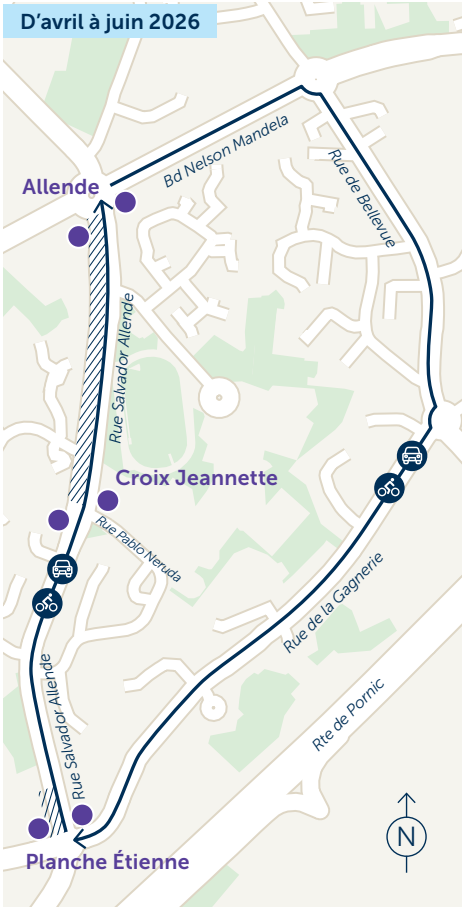 D'avril à juin 2026
Bd Nelson Mandela
Rue de Bellevue
Allende
Rue Salvador Allende
Croix Jeannette
Rue Pablo Neruda
Rue de la Gagnerie
Rue Salvador Allende
Rte de Pornic
N
Planche Étienne